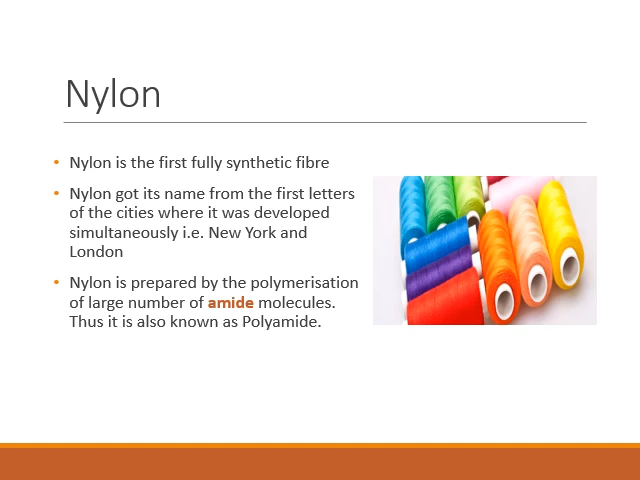 Nylon
• Nylon is the first fully synthetic fibre
• Nylon got its name from the first letters
of the cities where it was developed
simultaneously i.e. New York and
London
• Nylon is prepared by the polymerisation
of large number of amide molecules.
Thus it is also known as Polyamide.